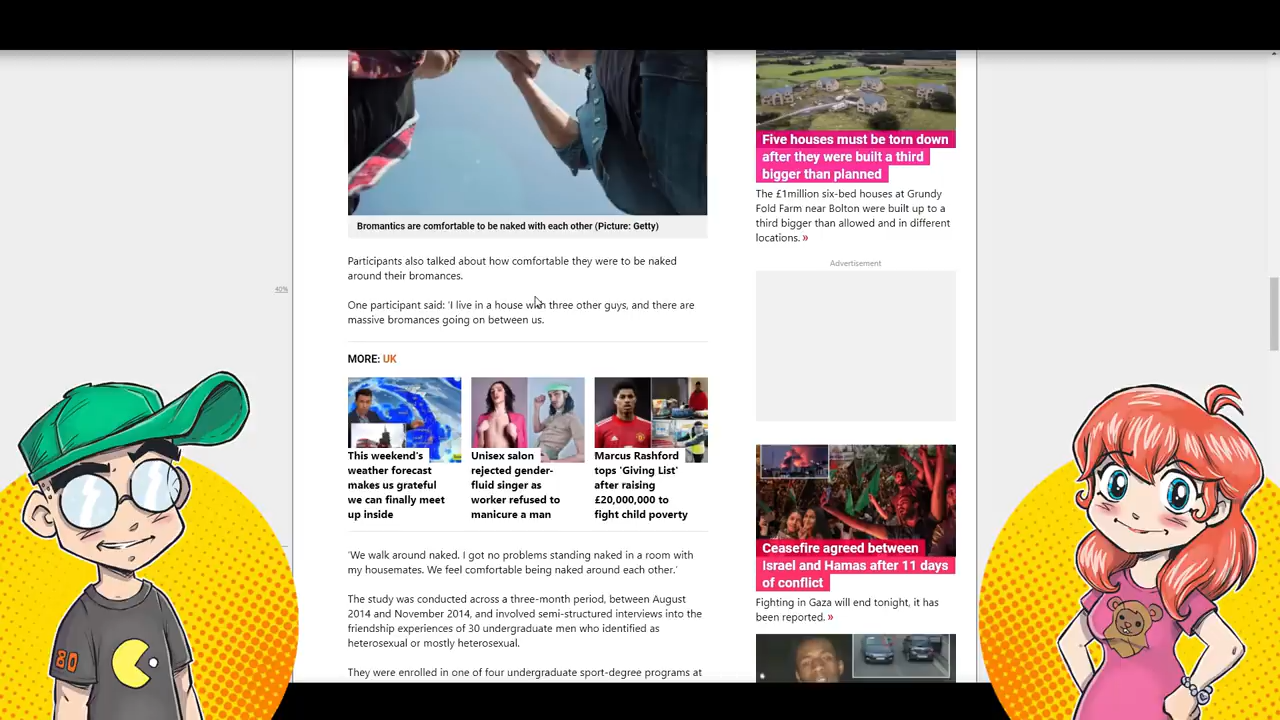 Bromantics are comfortable to be naked with each other (Picture: Getty)
Participants also talked about how comfortable they were to be naked
around their bromances.
One participant said: 'I live in a house with three other guys, and there are
massive bromances going on between us.
40%
MORE: UK
This weekend's
weather forecast
makes us grateful
we can finally meet
up inside
Unisex salon
rejected gender-
fluid singer as
worker refused to
manicure a man
Marcus Rashford
tops 'Giving List'
after raising
£20,000,000 to
fight child poverty
'We walk around naked. I got no problems standing naked in a room with
my housemates. We feel comfortable being naked around each other.'
The study was conducted across a three-month period, between August
2014 and November 2014, and involved semi-structured interviews into the
friendship experiences of 30 undergraduate men who identified as
heterosexual or mostly heterosexual.
They were enrolled in one of four undergraduate sport-degree programs at
Five houses must be torn down
after they were built a third
bigger than planned
The £1million six-bed houses at Grundy
Fold Farm near Bolton were built up to a
third bigger than allowed and in different
locations. »
Advertisement
Ceasefire agreed between
Israel and Hamas after 11 days
of conflict
Fighting in Gaza will end tonight, it has
been reported. »
80